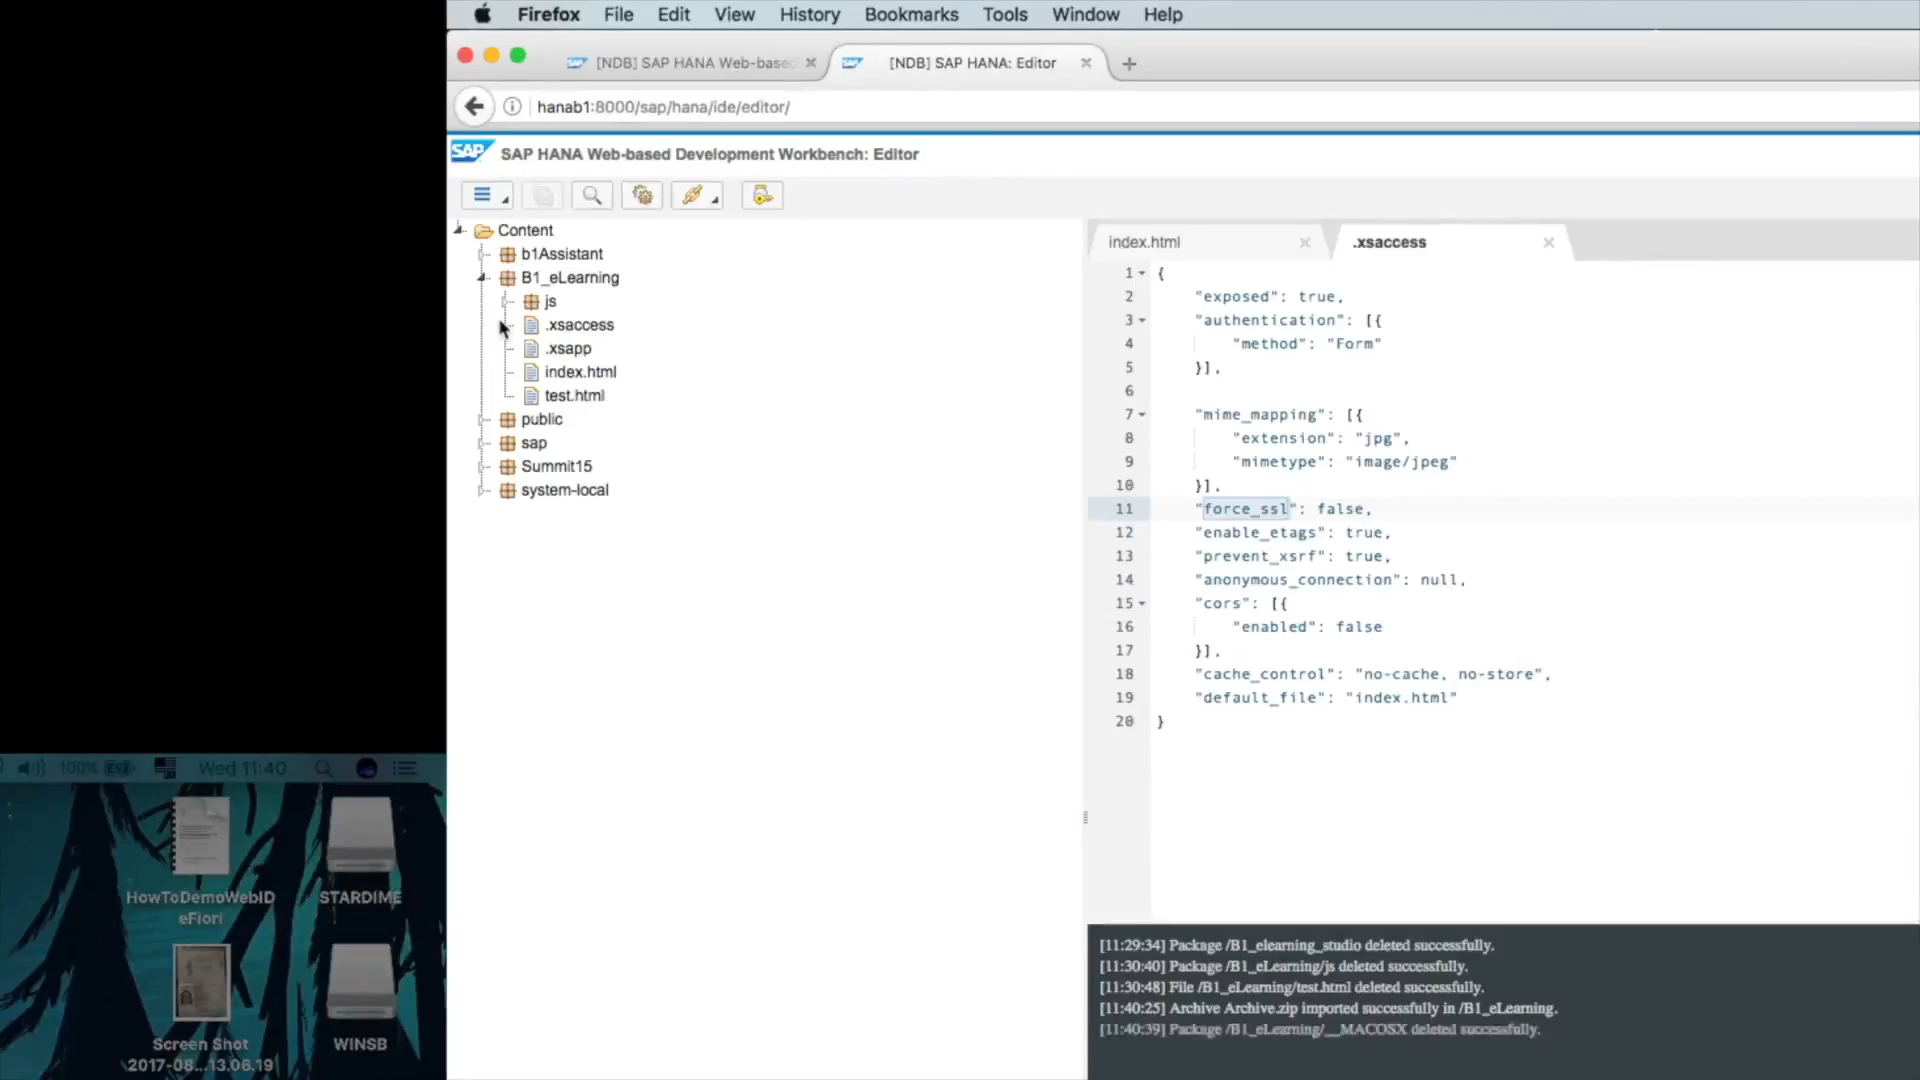 Firefox File Edit View History Bookmarks Tools Window Help
[NDB] SAP HANA Web-base
[NDB] SAP HANA: Editor
hanab1:8000/sap/hana/ide/editor/
SAP SAP HANA Web-based Development Workbench: Editor
Content
b1Assistant
B1_eLearning
js
.xsaccess
.xsapp
index.html
test.html
public
sap
Summit15
system-local
index.html
.xsaccess
1 {
2 "exposed": true,
3 "authentication": [{
4 "method": "Form"
5 }],
6
7 "mime_mapping": [{
8 "extension": "jpg",
9 "mimetype": "image/jpeg"
10 }],
11 "force_ssl": false,
12 "enable_etags": true,
13 "prevent_xsrf": true,
14 "anonymous_connection": null,
15 "cors": [{
16 "enabled": false
17 }],
18 "cache_control": "no-cache, no-store",
19 "default_file": "index.html"
20 }
[11:29:34] Package /B1_elearning_studio deleted successfully.
[11:30:40] Package /B1_eLearning/js deleted successfully.
[11:30:48] File /B1_eLearning/test.html deleted successfully.
[11:40:25] Archive Archive.zip imported successfully in /B1_eLearning.
[11:40:39] Package /B1_eLearning/__MACOSX deleted successfully.
100% Wed 11:40
HowToDemoWebID
eFiori
STARDIME
Screen Shot
2017-08...13.06.19
WINSB